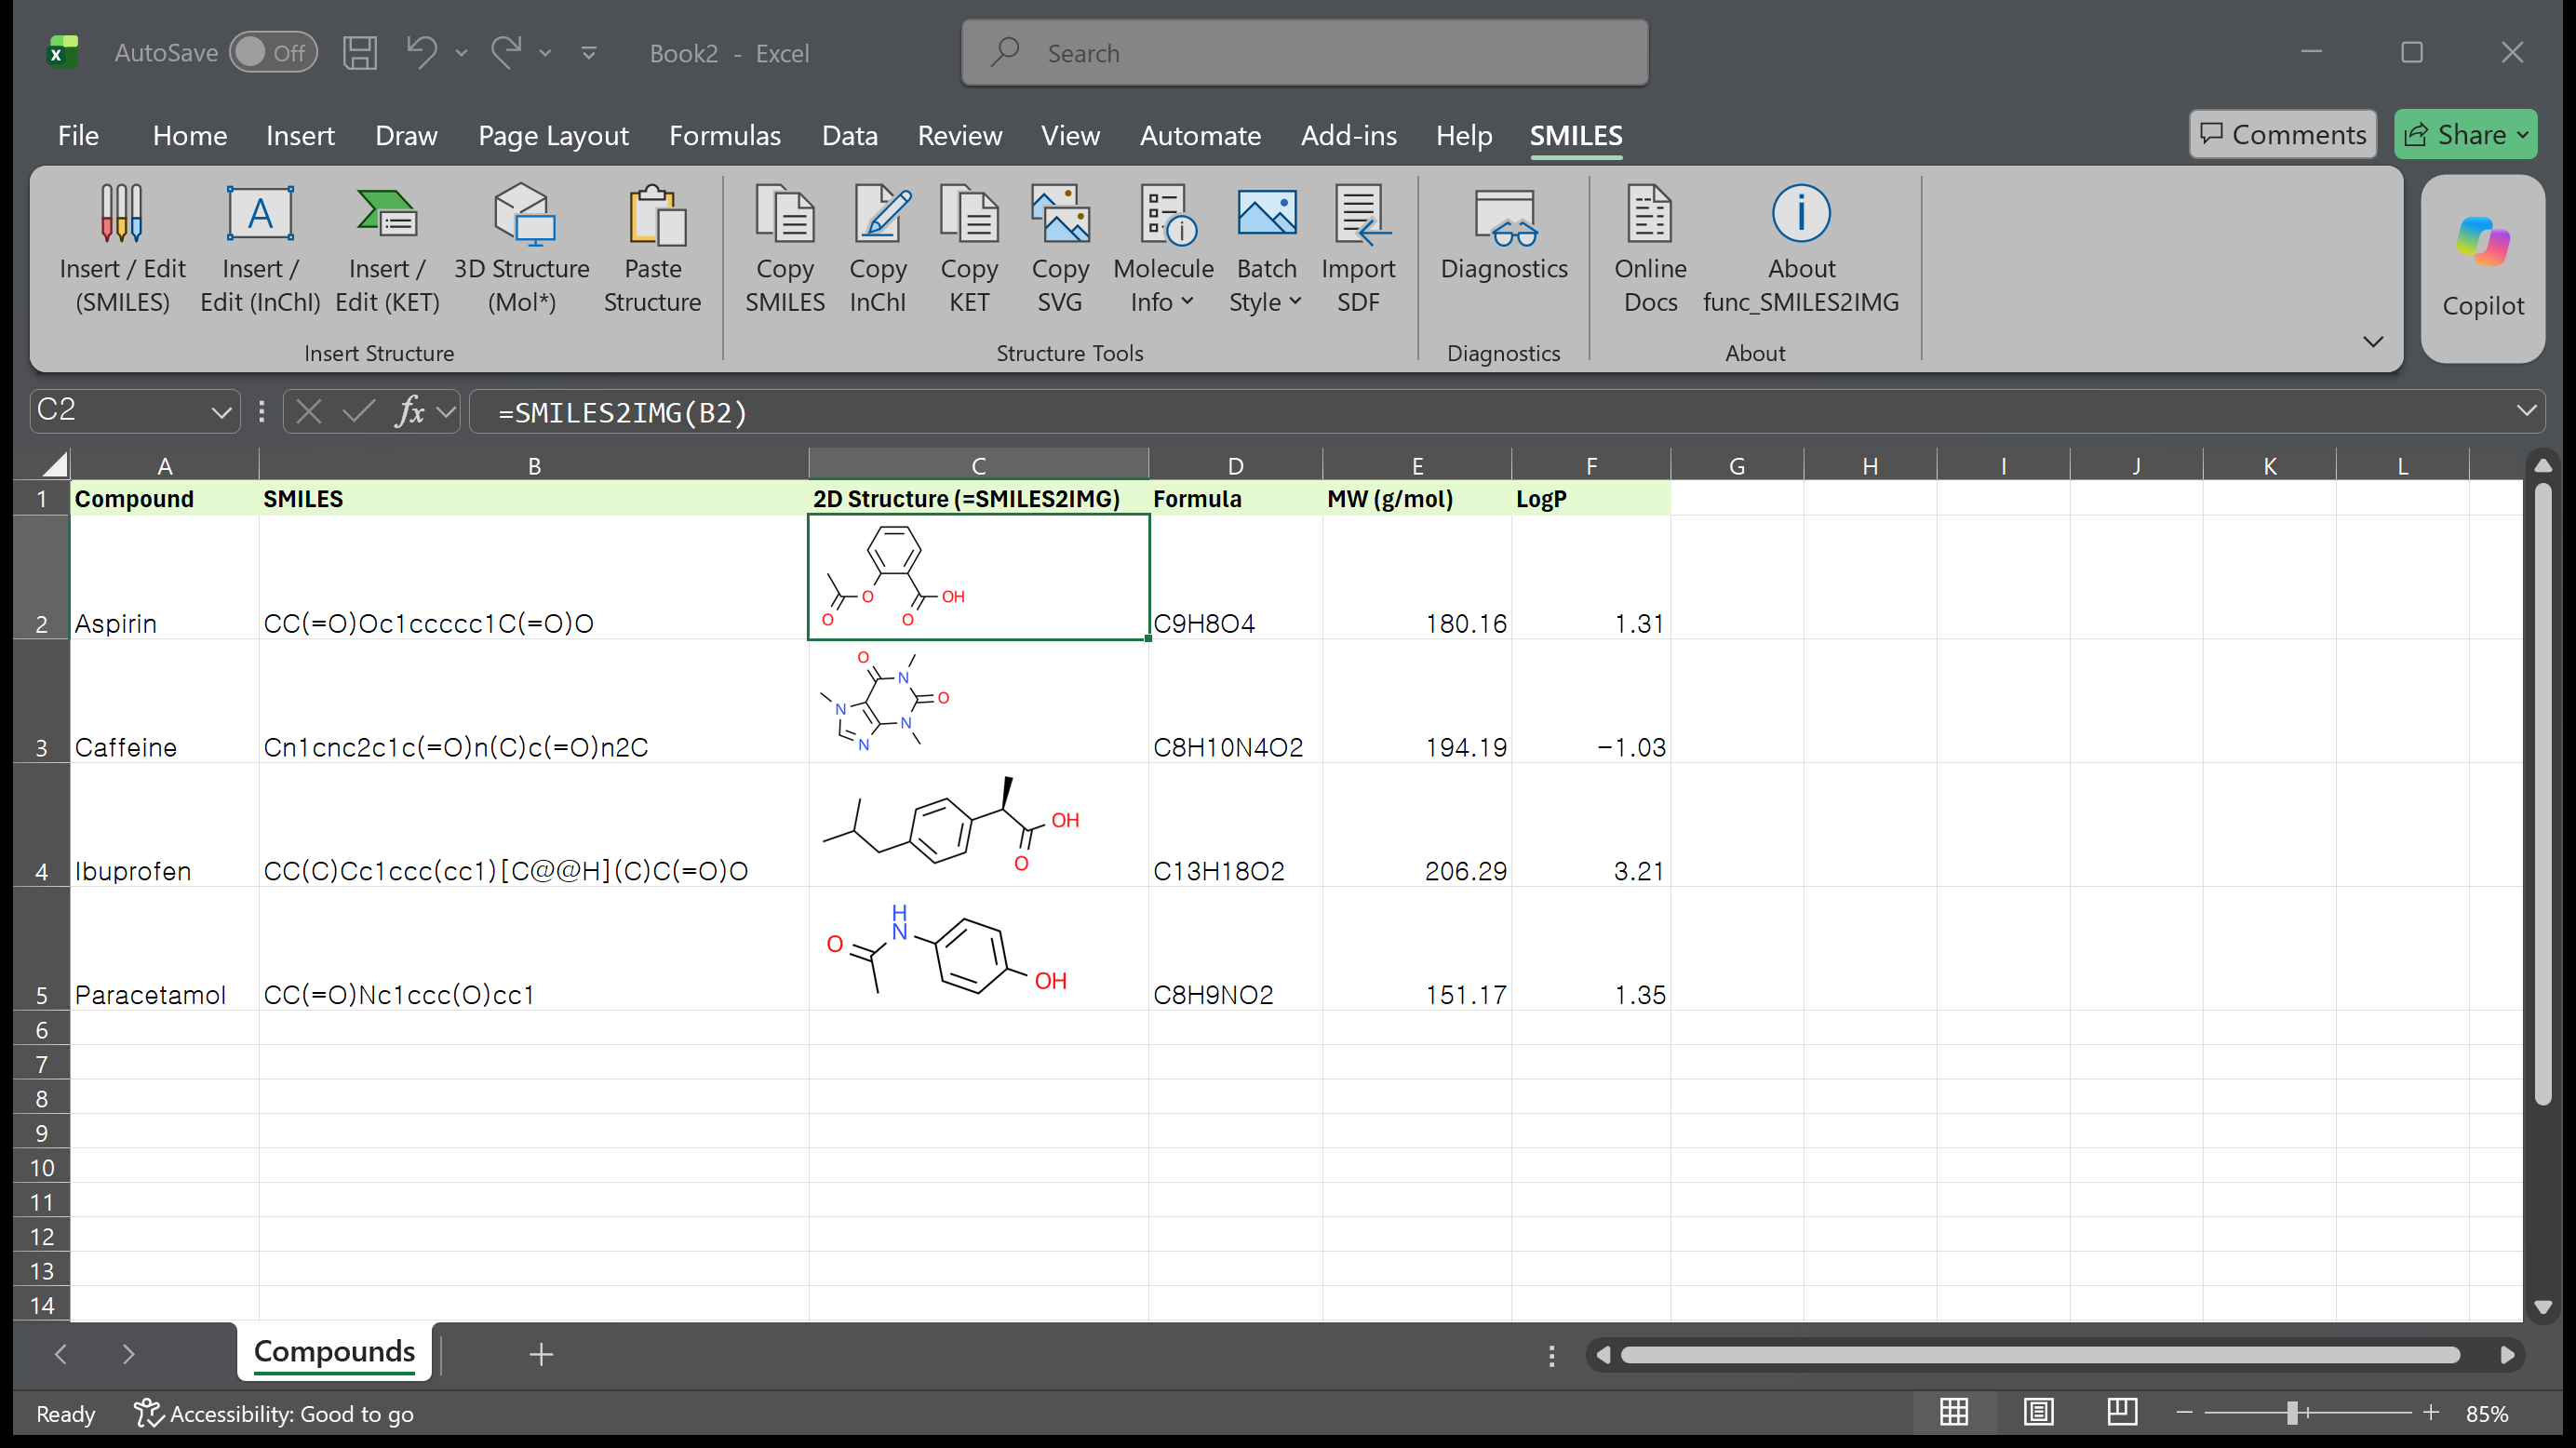 AutoSave Off Book2 - Excel Search
File Home Insert Draw Page Layout Formulas Data Review View Automate Add-ins Help SMILES Comments Share
Insert / Edit (SMILES)
Insert / Edit (InChI)
Insert / Edit (KET)
3D Structure (Mol*)
Paste Structure
Insert Structure
Copy SMILES
Copy InChI
Copy KET
Copy SVG
Molecule Info
Batch Style
Import SDF
Structure Tools
Diagnostics
Diagnostics
Online Docs
About func_SMILES2IMG
About
Copilot
C2 fx =SMILES2IMG(B2)
A B C D E F G H I J K L
1 Compound SMILES 2D Structure (=SMILES2IMG) Formula MW (g/mol) LogP
O O O OH
2 Aspirin CC(=O)Oc1ccccc1C(=O)O C9H8O4 180.16 1.31
O N O N N N
3 Caffeine Cn1cnc2c1c(=O)n(C)c(=O)n2C C8H10N4O2 194.19 -1.03
OH O
4 Ibuprofen CC(C)Cc1ccc(cc1)[C@@H](C)C(=O)O C13H18O2 206.29 3.21
H N O OH
5 Paracetamol CC(=O)Nc1ccc(O)cc1 C8H9NO2 151.17 1.35
6
7
8
9
10
11
12
13
14
Compounds
Ready Accessibility: Good to go 85%